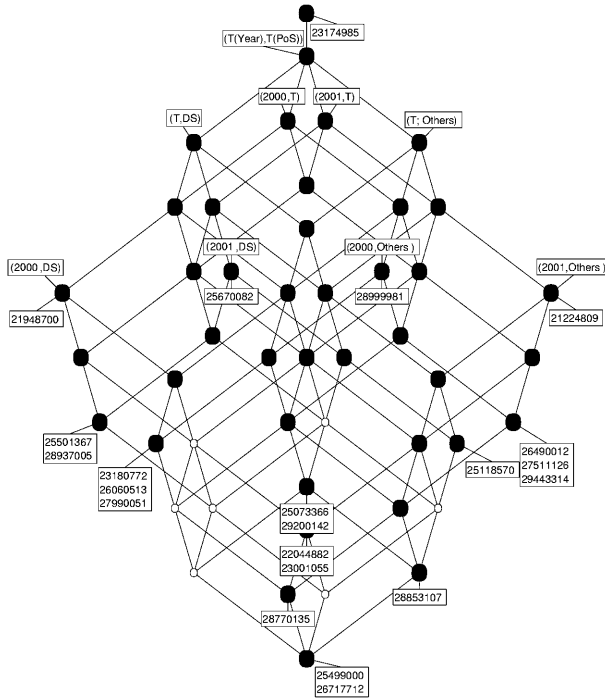 23174985
(T(Year),T(PoS))
(2000,T)
(2001,T)
(T,DS)
(T; Others)
(2001 ,DS)
(2000,Others )
(2000 ,DS)
(2001,Others )
25670082
28999981
21948700
21224809
25501367
28937005
23180772
26060513
27990051
25118570
26490012
27511126
29443314
25073366
29200142
22044882
23001055
28853107
28770135
25499000
26717712